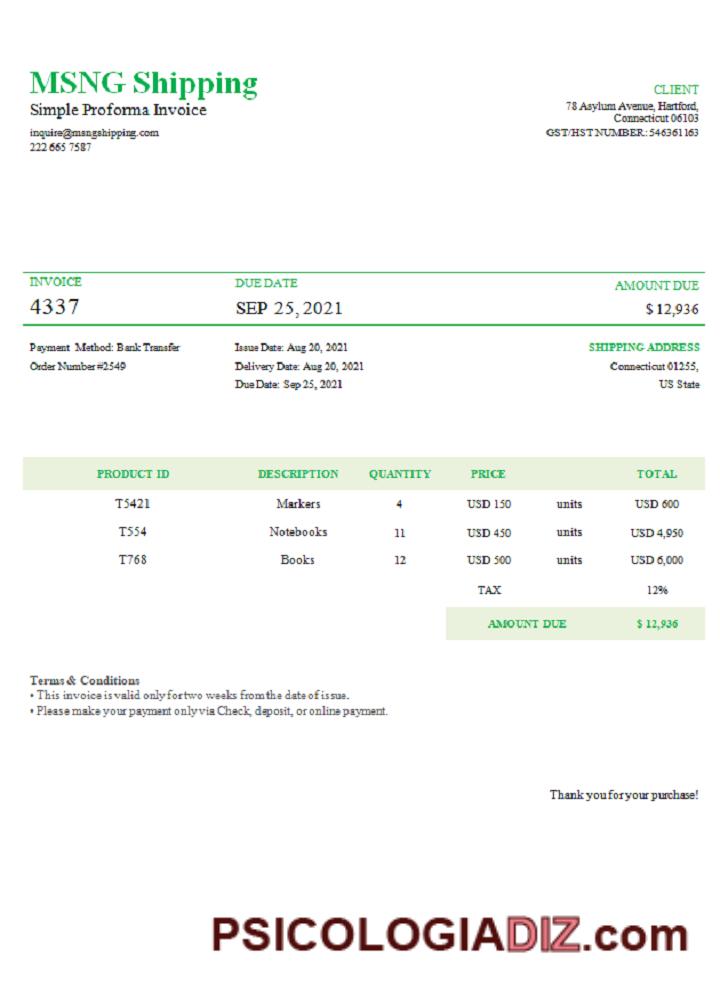 MSNG Shipping
Simple Proforma Invoice
inquire@msngshipping.com
222 665 7587
CLIENT
78 Asylum Avenue, Hartford,
Connecticut 06103
GST/HST NUMBER.: 546361163
INVOICE
4337
DUE DATE
SEP 25, 2021
AMOUNT DUE
$ 12,936
Payment Method: Bank Transfer
Order Number #2549
Issue Date: Aug 20, 2021
Delivery Date: Aug 20, 2021
Due Date: Sep 25, 2021
SHIPPING ADDRESS
Connecticut 01255,
US State
PRODUCT ID DESCRIPTION QUANTITY PRICE TOTAL
T5421 Markers 4 USD 150 units USD 600
T554 Notebooks 11 USD 450 units USD 4,950
T768 Books 12 USD 500 units USD 6,000
TAX 12%
AMOUNT DUE $ 12,936
Terms & Conditions
• This invoice is valid only for two weeks from the date of issue.
• Please make your payment only via Check, deposit, or online payment.
Thank you for your purchase!
PSICOLOGIADIZ.com